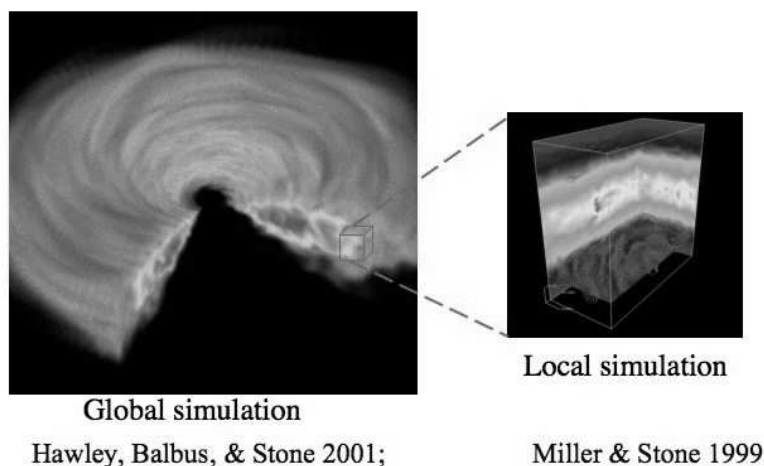 Global simulation
Local simulation
Hawley, Balbus, & Stone 2001;
Miller & Stone 1999